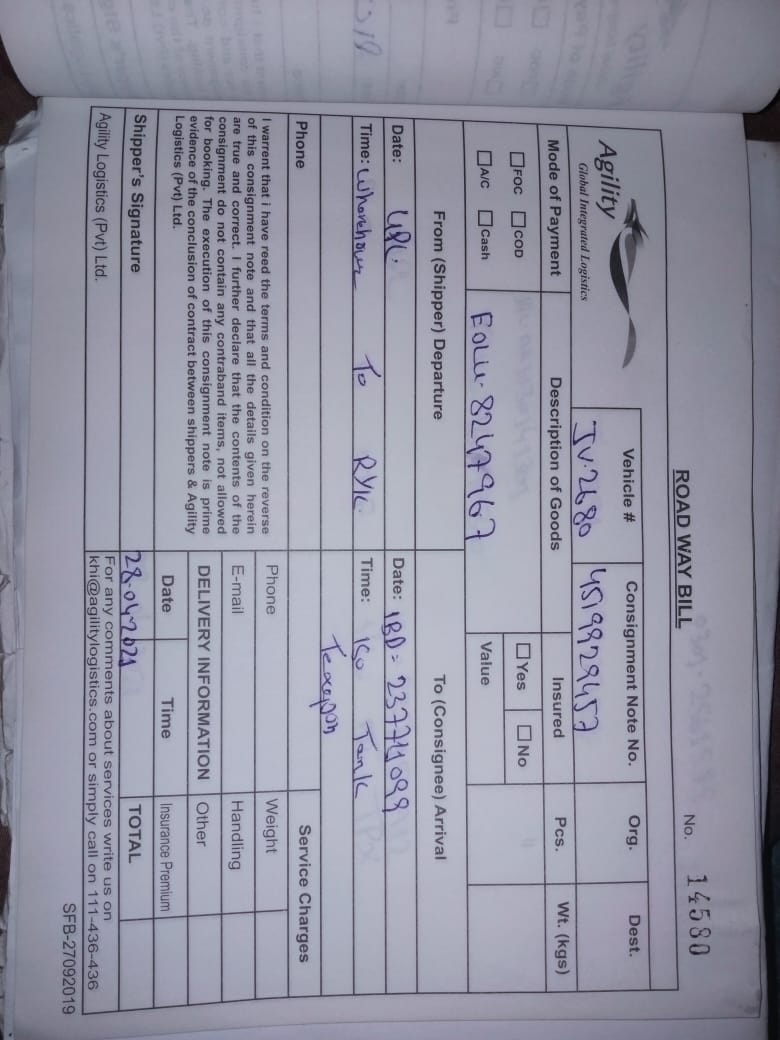 ROAD WAY BILL No. 14580
Agility
Global Integrated Logistics
Vehicle # Consignment Note No. Org. Dest.
JV-2680 4519929457
Mode of Payment Description of Goods Insured Pcs. Wt. (kgs)
FOC COD Yes No
A/C Cash Value
EOLU-8247967
From (Shipper) Departure To (Consignee) Arrival
Date: UPL. Date: IBD=
Time: To RYK. Time: Iso Tank
Phone Service Charges
I warrent that i have reed the terms and condition on the reverse
of this consignment note and that all the details given herein
are true and correct. I further declare that the contents of the
consignment do not contain any contraband items, not allowed
for booking. The execution of this consignment note is prime
evidence of the conclusion of contract between shippers & Agility
Logistics (Pvt) Ltd.
Phone Weight
E-mail Handling
DELIVERY INFORMATION Other
Date Time Insurance Premium
Shipper's Signature 28-04-2021 TOTAL
Agility Logistics (Pvt) Ltd.
For any comments about services write us on
khi@agilitylogistics.com or simply call on 111-436-436
SFB-27092019